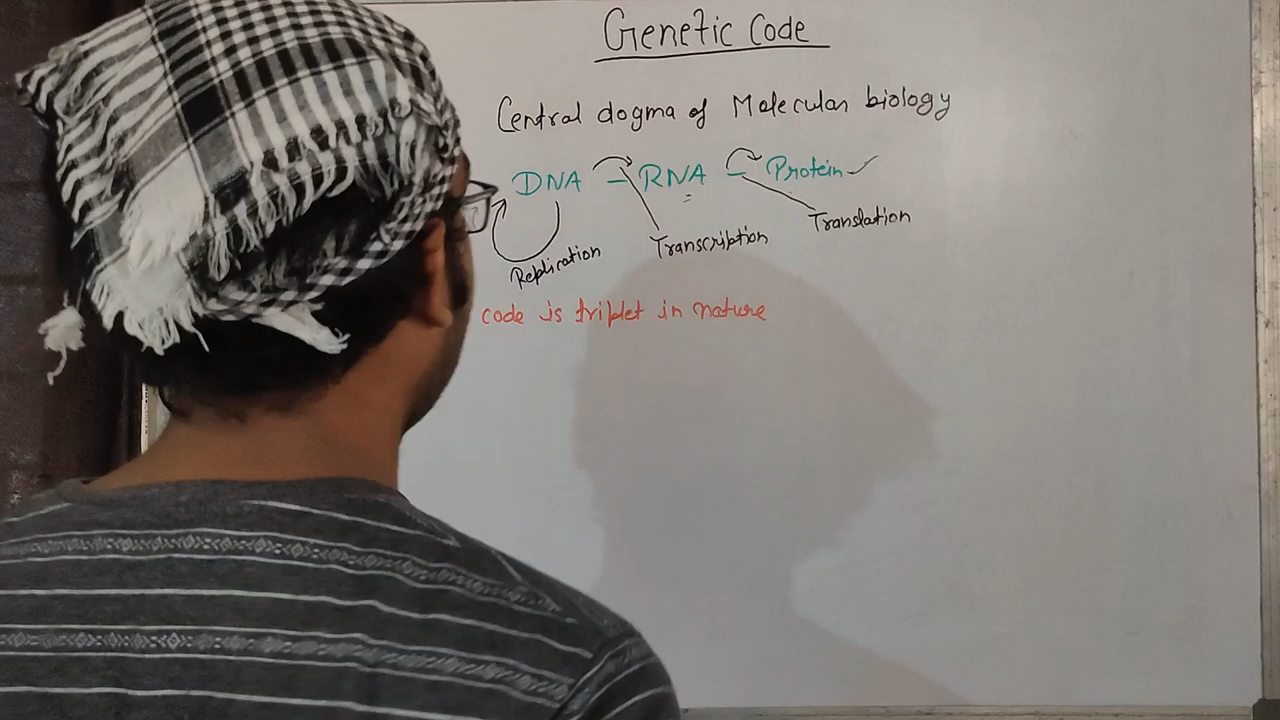 Genetic Code
Central dogma of Molecular biology
DNA - RNA - Protein
Replication
Transcription
Translation
code is triplet in nature